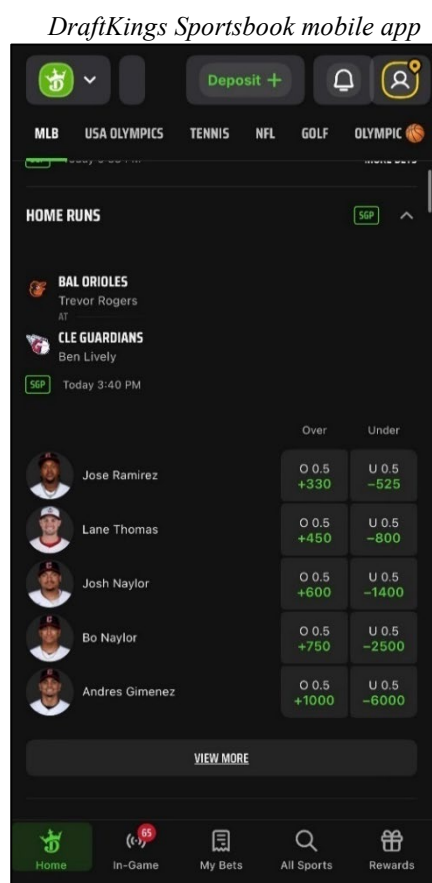 DraftKings Sportsbook mobile app
Deposit +
MLB USA OLYMPICS TENNIS NFL GOLF OLYMPIC
HOME RUNS SGP
BAL ORIOLES
Trevor Rogers
AT
CLE GUARDIANS
Ben Lively
SGP Today 3:40 PM
Over Under
Jose Ramirez O 0.5 U 0.5
+330 −525
Lane Thomas O 0.5 U 0.5
+450 −800
Josh Naylor O 0.5 U 0.5
+600 −1400
Bo Naylor O 0.5 U 0.5
+750 −2500
Andres Gimenez O 0.5 U 0.5
+1000 −6000
VIEW MORE
65
Home In-Game My Bets All Sports Rewards